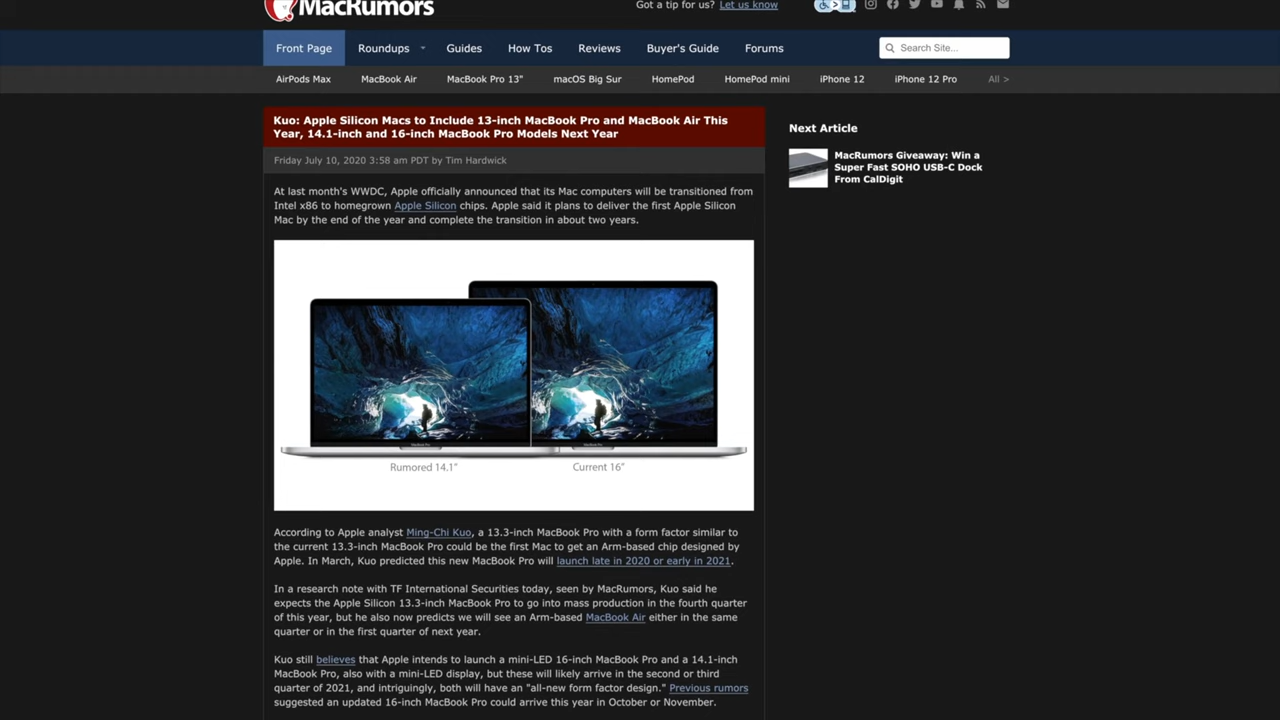 MacRumors
Got a tip for us? Let us know
Front Page Roundups Guides How Tos Reviews Buyer's Guide Forums Search Site...
AirPods Max MacBook Air MacBook Pro 13" macOS Big Sur HomePod HomePod mini iPhone 12 iPhone 12 Pro All >
Kuo: Apple Silicon Macs to Include 13-inch MacBook Pro and MacBook Air This
Year, 14.1-inch and 16-inch MacBook Pro Models Next Year
Friday July 10, 2020 3:58 am PDT by Tim Hardwick
At last month's WWDC, Apple officially announced that its Mac computers will be transitioned from
Intel x86 to homegrown Apple Silicon chips. Apple said it plans to deliver the first Apple Silicon
Mac by the end of the year and complete the transition in about two years.
Rumored 14.1" Current 16"
According to Apple analyst Ming-Chi Kuo, a 13.3-inch MacBook Pro with a form factor similar to
the current 13.3-inch MacBook Pro could be the first Mac to get an Arm-based chip designed by
Apple. In March, Kuo predicted this new MacBook Pro will launch late in 2020 or early in 2021.
In a research note with TF International Securities today, seen by MacRumors, Kuo said he
expects the Apple Silicon 13.3-inch MacBook Pro to go into mass production in the fourth quarter
of this year, but he also now predicts we will see an Arm-based MacBook Air either in the same
quarter or in the first quarter of next year.
Kuo still believes that Apple intends to launch a mini-LED 16-inch MacBook Pro and a 14.1-inch
MacBook Pro, also with a mini-LED display, but these will likely arrive in the second or third
quarter of 2021, and intriguingly, both will have an "all-new form factor design." Previous rumors
suggested an updated 16-inch MacBook Pro could arrive this year in October or November.
Next Article
MacRumors Giveaway: Win a
Super Fast SOHO USB-C Dock
From CalDigit